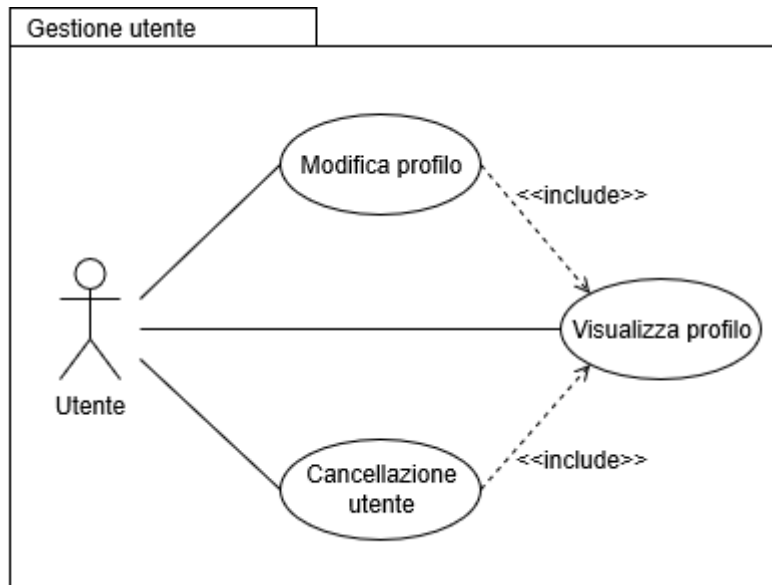 Gestione utente
Modifica profilo
<<include>>
Visualizza profilo
Utente
<<include>>
Cancellazione
utente